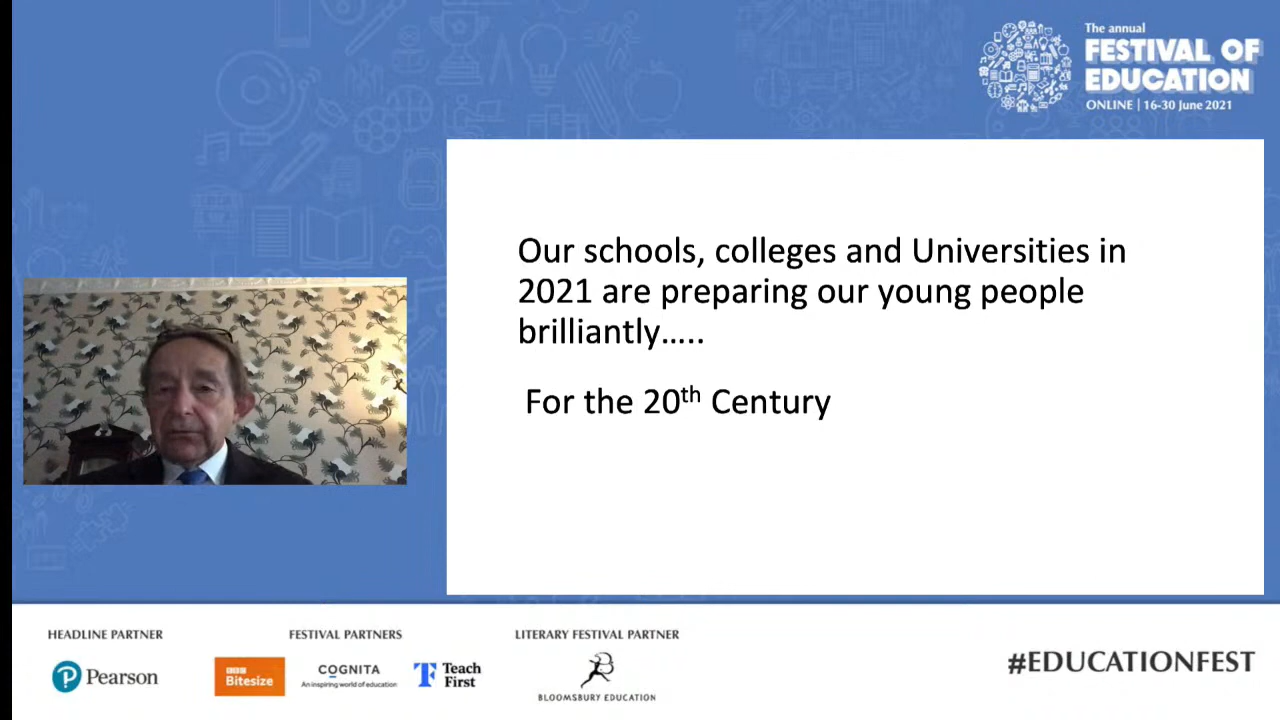 The annual
FESTIVAL OF
EDUCATION
ONLINE | 16-30 June 2021
Our schools, colleges and Universities in
2021 are preparing our young people
brilliantly…..
For the 20th Century
HEADLINE PARTNER
FESTIVAL PARTNERS
LITERARY FESTIVAL PARTNER
Pearson
BBC
Bitesize
COGNITA
An inspiring world of education
Teach
First
BLOOMSBURY EDUCATION
#EDUCATIONFEST